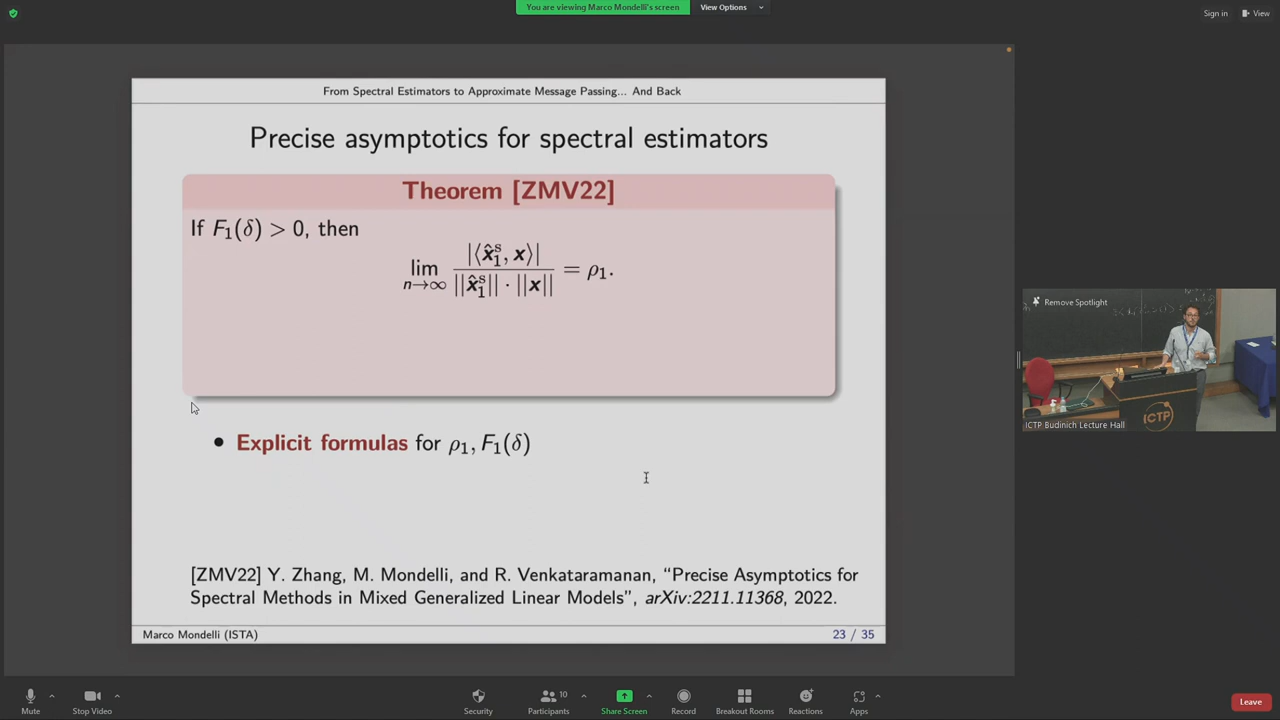 You are viewing Marco Mondelli's screen
View Options
Sign in
View
From Spectral Estimators to Approximate Message Passing... And Back
Precise asymptotics for spectral estimators
Theorem [ZMV22]
If F₁(δ) > 0, then
lim n→∞ |⟨x̂₁ˢ, x⟩| / ||x̂₁ˢ|| · ||x|| = ρ₁.
• Explicit formulas for ρ₁, F₁(δ)
[ZMV22] Y. Zhang, M. Mondelli, and R. Venkataramanan, “Precise Asymptotics for
Spectral Methods in Mixed Generalized Linear Models”, arXiv:2211.11368, 2022.
Marco Mondelli (ISTA)
23 / 35
Remove Spotlight
ICTP
ICTP Budinich Lecture Hall
Mute
Stop Video
Security
10
Participants
Share Screen
Record
Breakout Rooms
Reactions
Apps
Leave